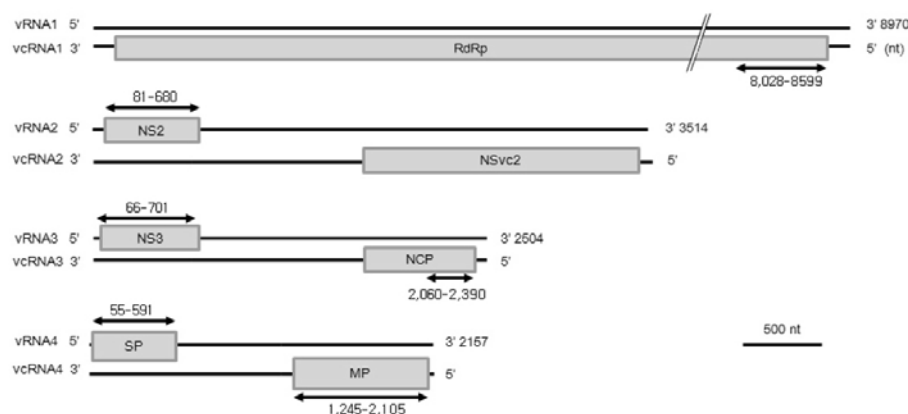 vRNA1 5' 3' 8970
vcRNA1 3' RdRp 5' (nt)
8,028-8599
81-680
vRNA2 5' NS2 3' 3514
vcRNA2 3' NSvc2 5'
66-701
vRNA3 5' NS3 3' 2504
vcRNA3 3' NCP 5'
2,060-2,390
55-591
vRNA4 5' SP 3' 2157
500 nt
vcRNA4 3' MP 5'
1,245-2,105